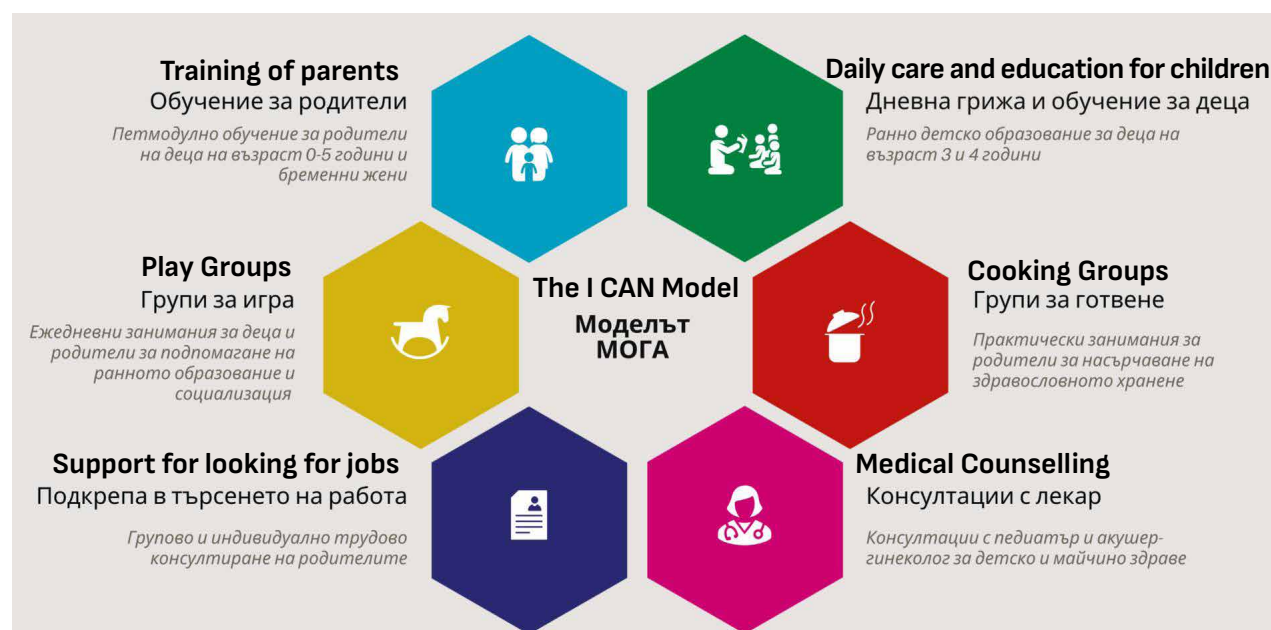 Training of parents
Обучение за родители
Петмодулно обучение за родители
на деца на възраст 0-5 години и
бременни жени
Daily care and education for children
Дневна грижа и обучение за деца
Ранно детско образование за деца на
възраст 3 и 4 години
Play Groups
Групи за игра
Ежедневни занимания за деца и
родители за подпомагане на
ранното образование и
социализация
The I CAN Model
Моделът
МОГА
Cooking Groups
Групи за готвене
Практически занимания за
родители за насърчаване на
здравословното хранене
Support for looking for jobs
Подкрепа в търсенето на работа
Групово и индивидуално трудово
консултиране на родителите
Medical Counselling
Консултации с лекар
Консултации с педиатър и акушер-
гинеколог за детско и майчино здраве